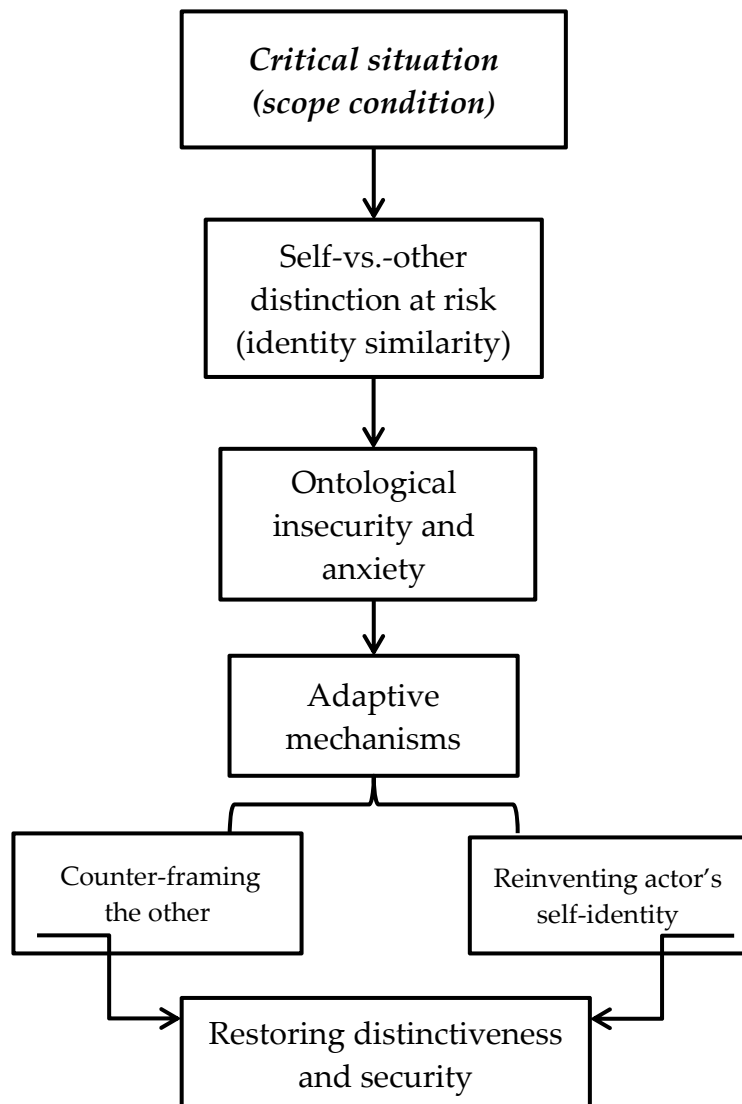 Critical situation
(scope condition)
Self-vs.-other
distinction at risk
(identity similarity)
Ontological
insecurity and
anxiety
Adaptive
mechanisms
Counter-framing
the other
Reinventing actor’s
self-identity
Restoring distinctiveness
and security